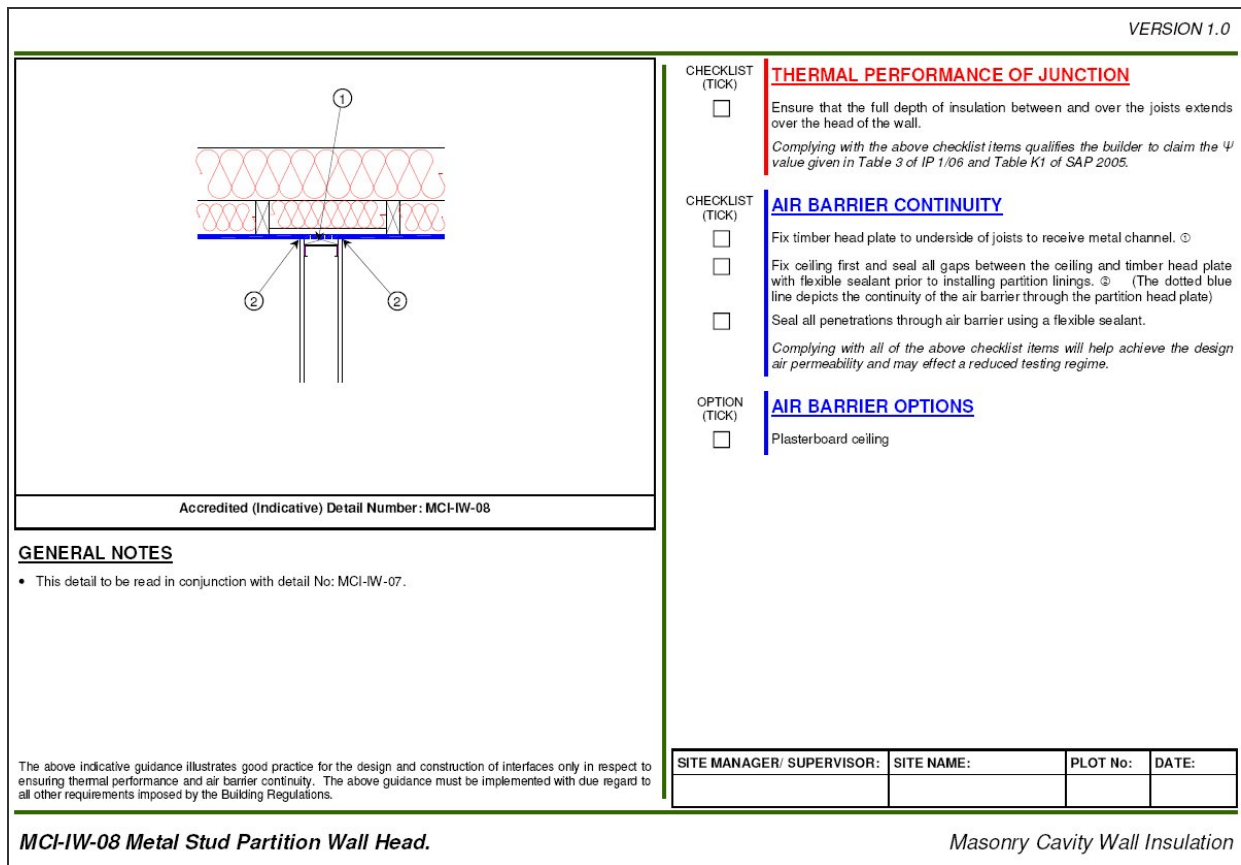 VERSION 1.0
1
2
2
Accredited (Indicative) Detail Number: MCI-IW-08
GENERAL NOTES
• This detail to be read in conjunction with detail No: MCI-IW-07.
The above indicative guidance illustrates good practice for the design and construction of interfaces only in respect to
ensuring thermal performance and air barrier continuity. The above guidance must be implemented with due regard to
all other requirements imposed by the Building Regulations.
CHECKLIST
(TICK)
THERMAL PERFORMANCE OF JUNCTION
Ensure that the full depth of insulation between and over the joists extends
over the head of the wall.
Complying with the above checklist items qualifies the builder to claim the Ψ
value given in Table 3 of IP 1/06 and Table K1 of SAP 2005.
CHECKLIST
(TICK)
AIR BARRIER CONTINUITY
Fix timber head plate to underside of joists to receive metal channel. ①
Fix ceiling first and seal all gaps between the ceiling and timber head plate
with flexible sealant prior to installing partition linings. ② (The dotted blue
line depicts the continuity of the air barrier through the partition head plate)
Seal all penetrations through air barrier using a flexible sealant.
Complying with all of the above checklist items will help achieve the design
air permeability and may effect a reduced testing regime.
OPTION
(TICK)
AIR BARRIER OPTIONS
Plasterboard ceiling
SITE MANAGER/ SUPERVISOR: SITE NAME: PLOT No: DATE:
MCI-IW-08 Metal Stud Partition Wall Head.
Masonry Cavity Wall Insulation